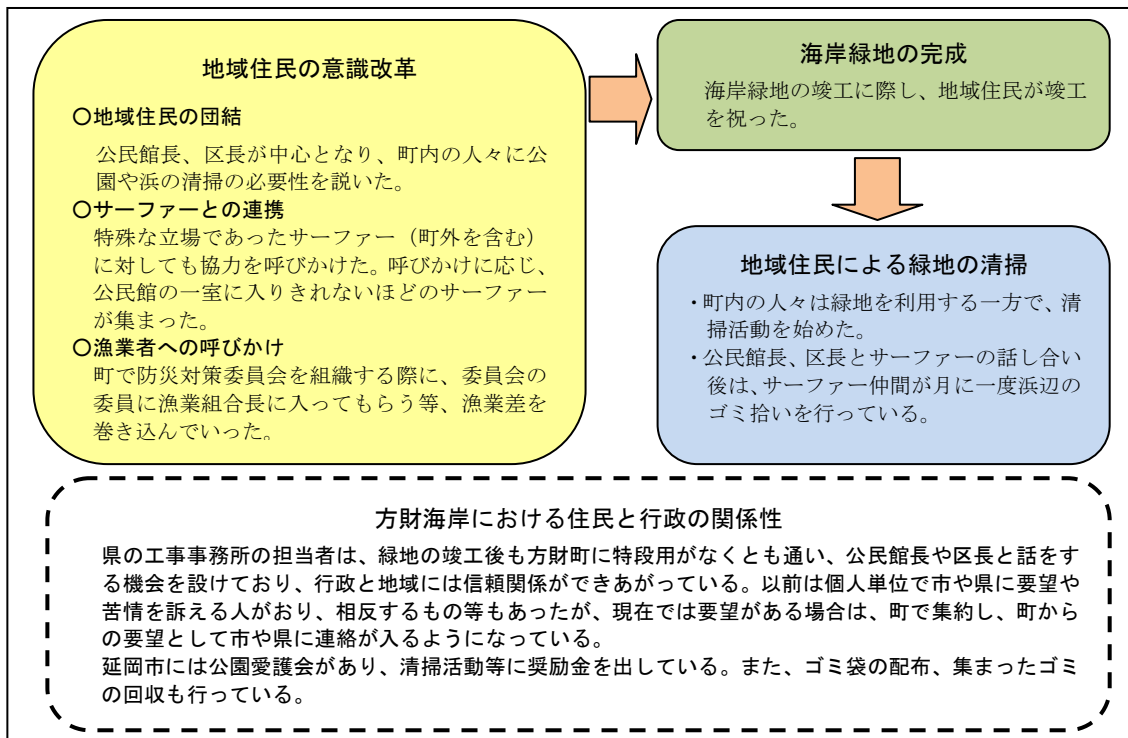 地域住民の意識改革
〇地域住民の団結
公民館長、区長が中心となり、町内の人々に公
園や浜の清掃の必要性を説いた。
〇サーファーとの連携
特殊な立場であったサーファー（町外を含む）
に対しても協力を呼びかけた。呼びかけに応じ、
公民館の一室に入りきれないほどのサーファー
が集まった。
〇漁業者への呼びかけ
町で防災対策委員会を組織する際に、委員会の
委員に漁業組合長に入ってもらう等、漁業差を
巻き込んでいった。
海岸緑地の完成
海岸緑地の竣工に際し、地域住民が竣工
を祝った。
地域住民による緑地の清掃
・町内の人々は緑地を利用する一方で、清
掃活動を始めた。
・公民館長、区長とサーファーの話し合い
後は、サーファー仲間が月に一度浜辺の
ゴミ拾いを行っている。
方財海岸における住民と行政の関係性
県の工事事務所の担当者は、緑地の竣工後も方財町に特段用がなくとも通い、公民館長や区長と話をす
る機会を設けており、行政と地域には信頼関係ができあがっている。以前は個人単位で市や県に要望や
苦情を訴える人がおり、相反するもの等もあったが、現在では要望がある場合は、町で集約し、町から
の要望として市や県に連絡が入るようになっている。
延岡市には公園愛護会があり、清掃活動等に奨励金を出している。また、ゴミ袋の配布、集まったゴミ
の回収も行っている。